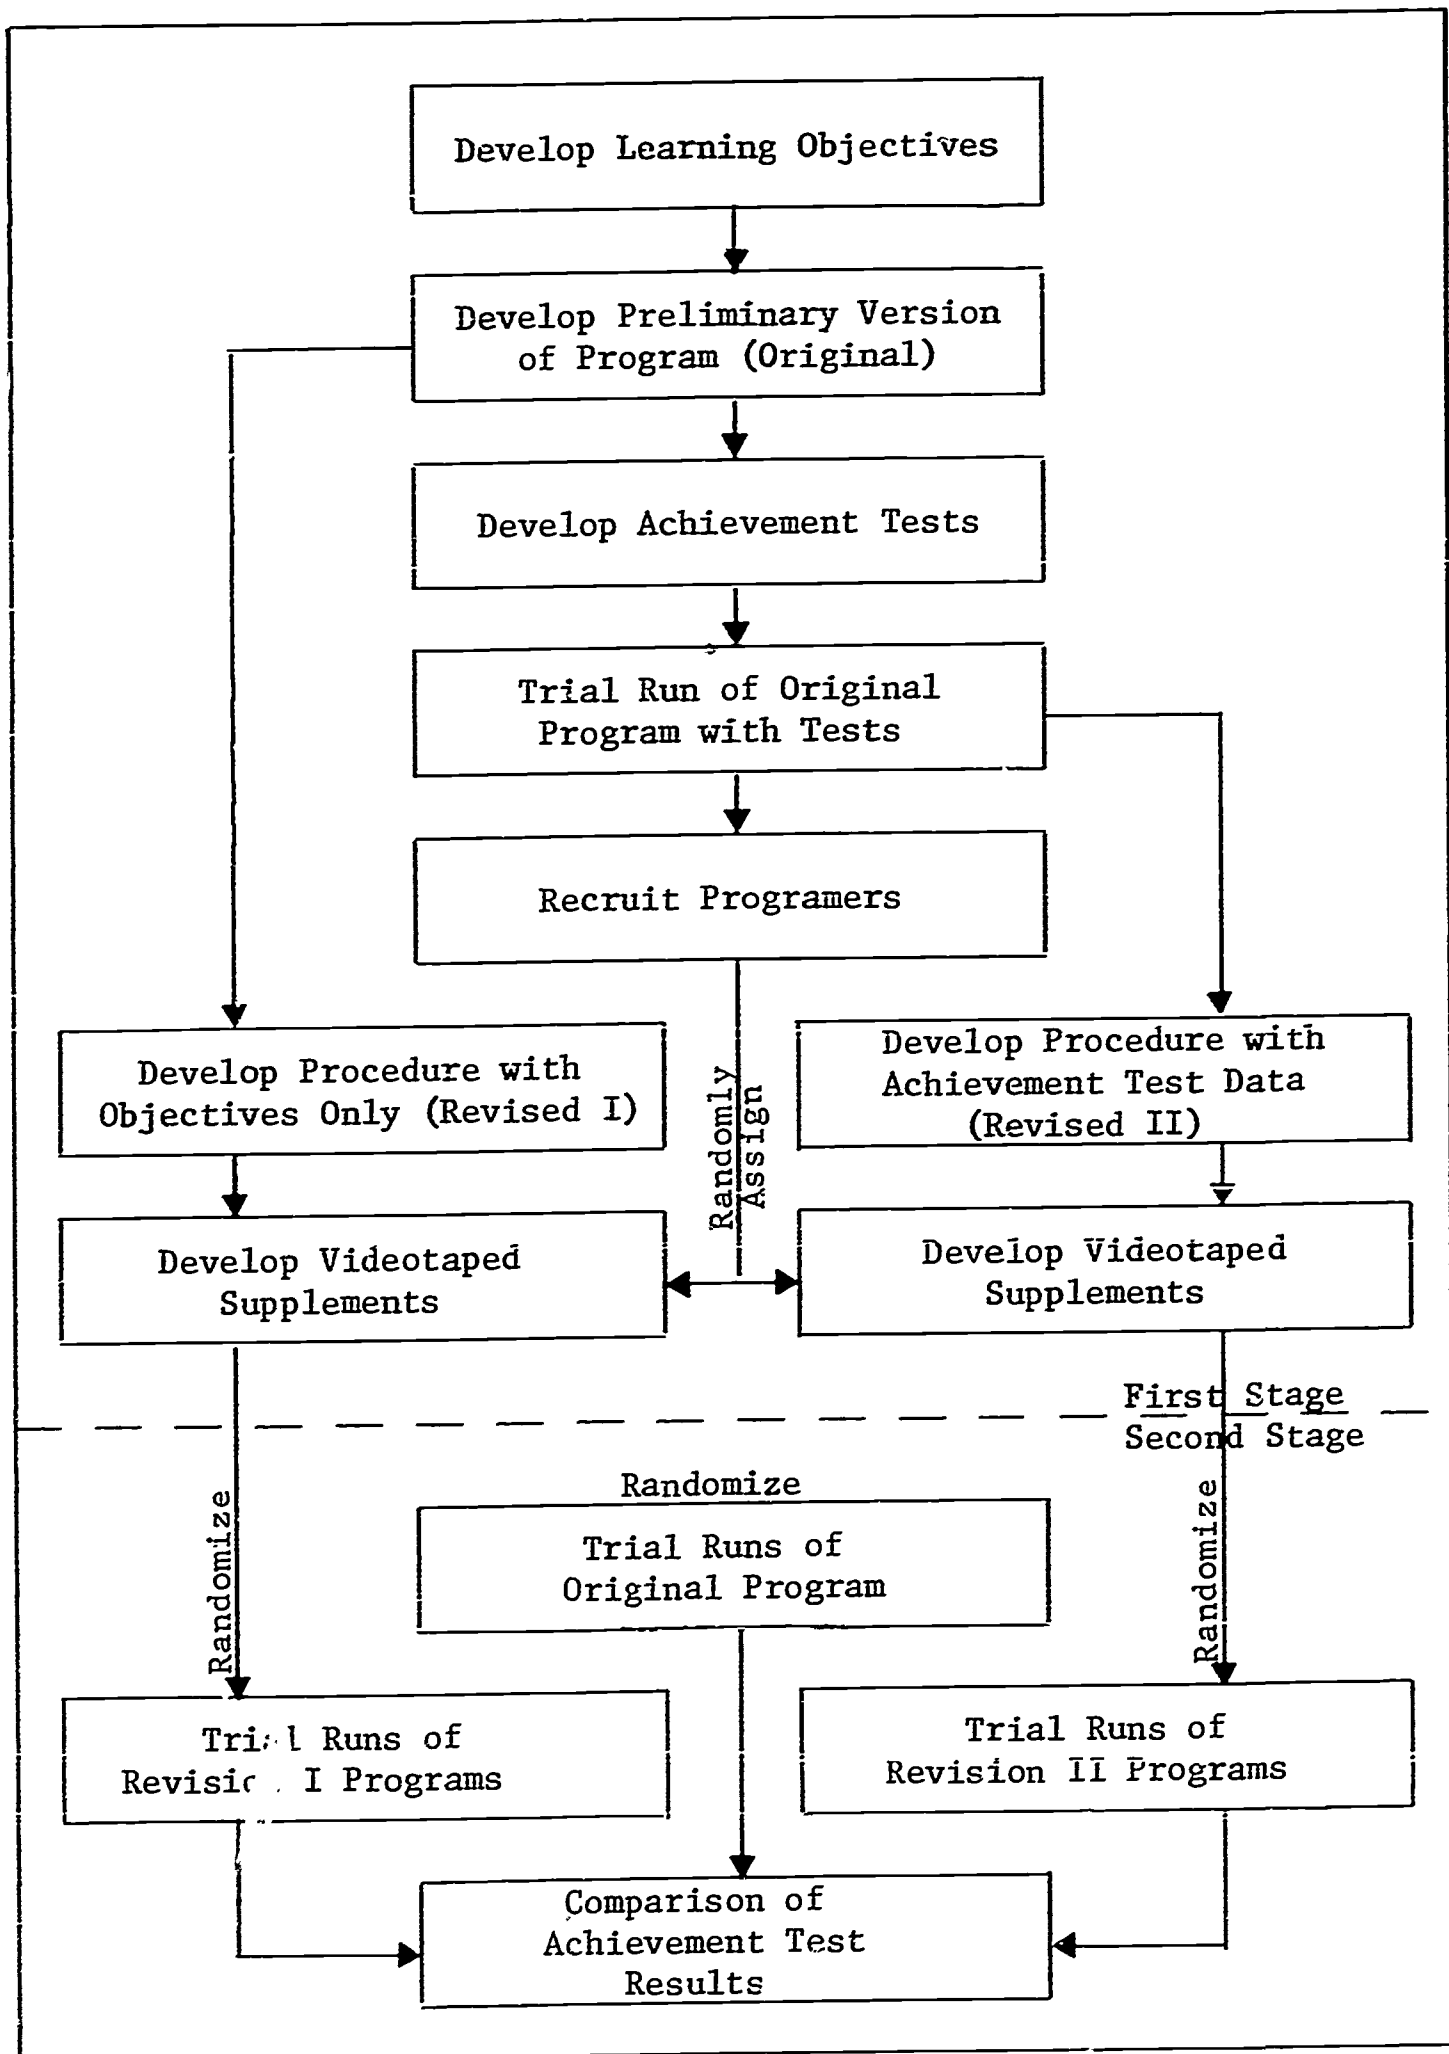 Develop Learning Objectives
Develop Preliminary Version
of Program (Original)
Develop Achievement Tests
Trial Run of Original
Program with Tests
Recruit Programers
Develop Procedure with
Objectives Only (Revised I)
Randomly
Assign
Develop Procedure with
Achievement Test Data
(Revised II)
Develop Videotaped
Supplements
Develop Videotaped
Supplements
First Stage
Second Stage
Randomize
Randomize
Trial Runs of
Original Program
Randomize
Runs of
I Programs
Trial Runs of
Revision II Programs
Comparison of
Achievement Test
Results